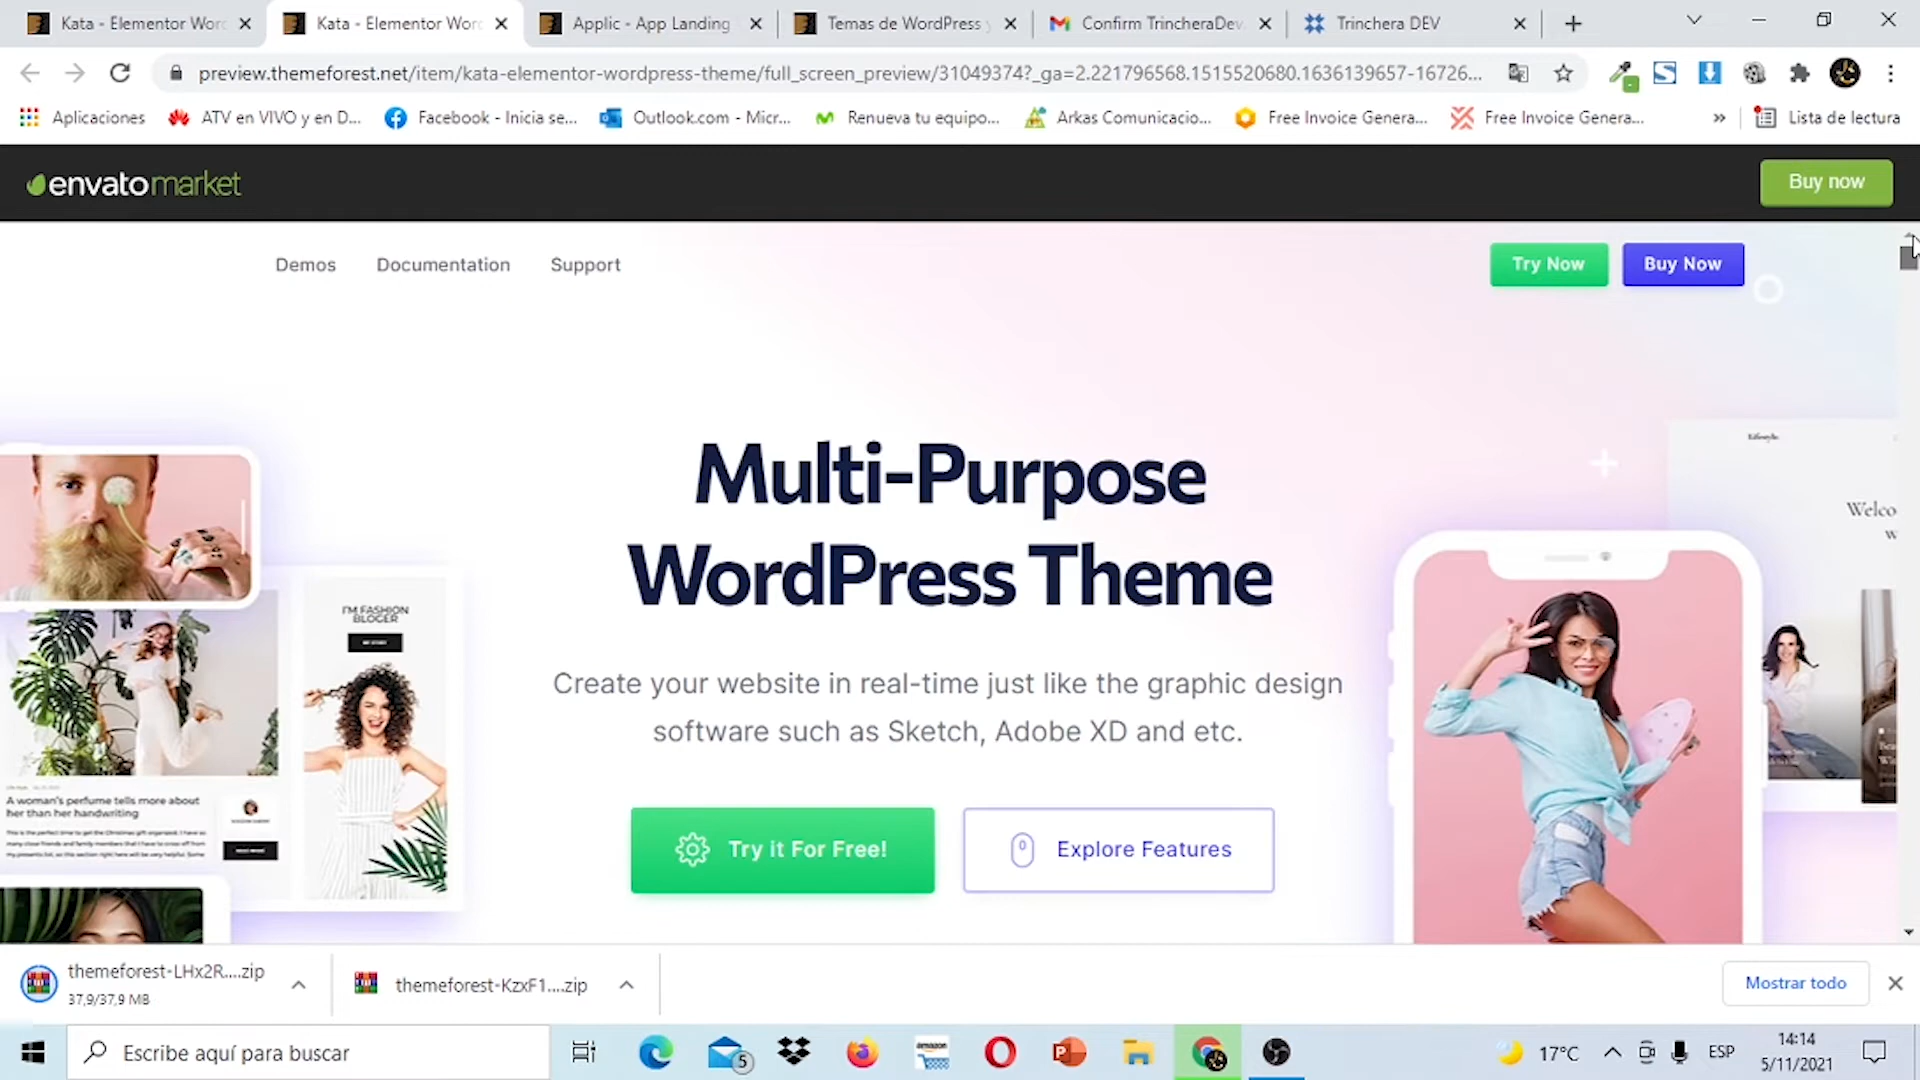 Kata - Elementor Wor
Kata - Elementor Wor
Applic - App Landing
Temas de WordPress y
Confirm TrincheraDev
Trinchera DEV
preview.themeforest.net/item/kata-elementor-wordpress-theme/full_screen_preview/31049374?_ga=2.221796568.1515520680.1636139657-16726...
Aplicaciones
ATV en VIVO y en D...
Facebook - Inicia se...
Outlook.com - Micr...
Renueva tu equipo...
Arkas Comunicacio...
Free Invoice Genera...
Free Invoice Genera...
»
Lista de lectura
envatomarket
Buy now
Demos
Documentation
Support
Try Now
Buy Now
Multi-Purpose
WordPress Theme
Create your website in real-time just like the graphic design
software such as Sketch, Adobe XD and etc.
Try it For Free!
Explore Features
I'M FASHION
BLOGER
A woman's perfume tells more about
her than her handwriting
Lifestyle
Welco
w
themeforest-LHx2R....zip
37,9/37,9 MB
themeforest-KzxF1....zip
Mostrar todo
Escribe aquí para buscar
5
amazon
17°C
ESP
14:14
5/11/2021